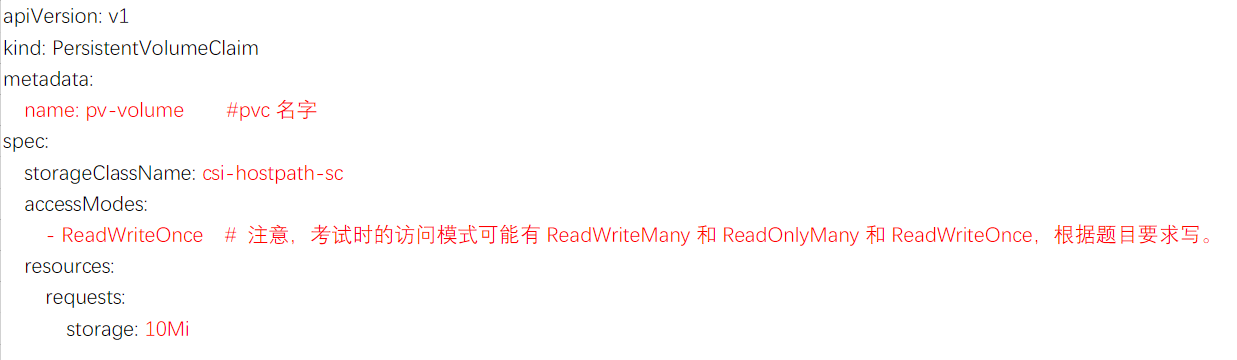 apiVersion: v1
kind: PersistentVolumeClaim
metadata:
  name: pv-volume    #pvc 名字
spec:
  storageClassName: csi-hostpath-sc
  accessModes:
    - ReadWriteOnce  # 注意，考试时的访问模式可能有 ReadWriteMany 和 ReadOnlyMany 和 ReadWriteOnce，根据题目要求写。
  resources:
    requests:
      storage: 10Mi